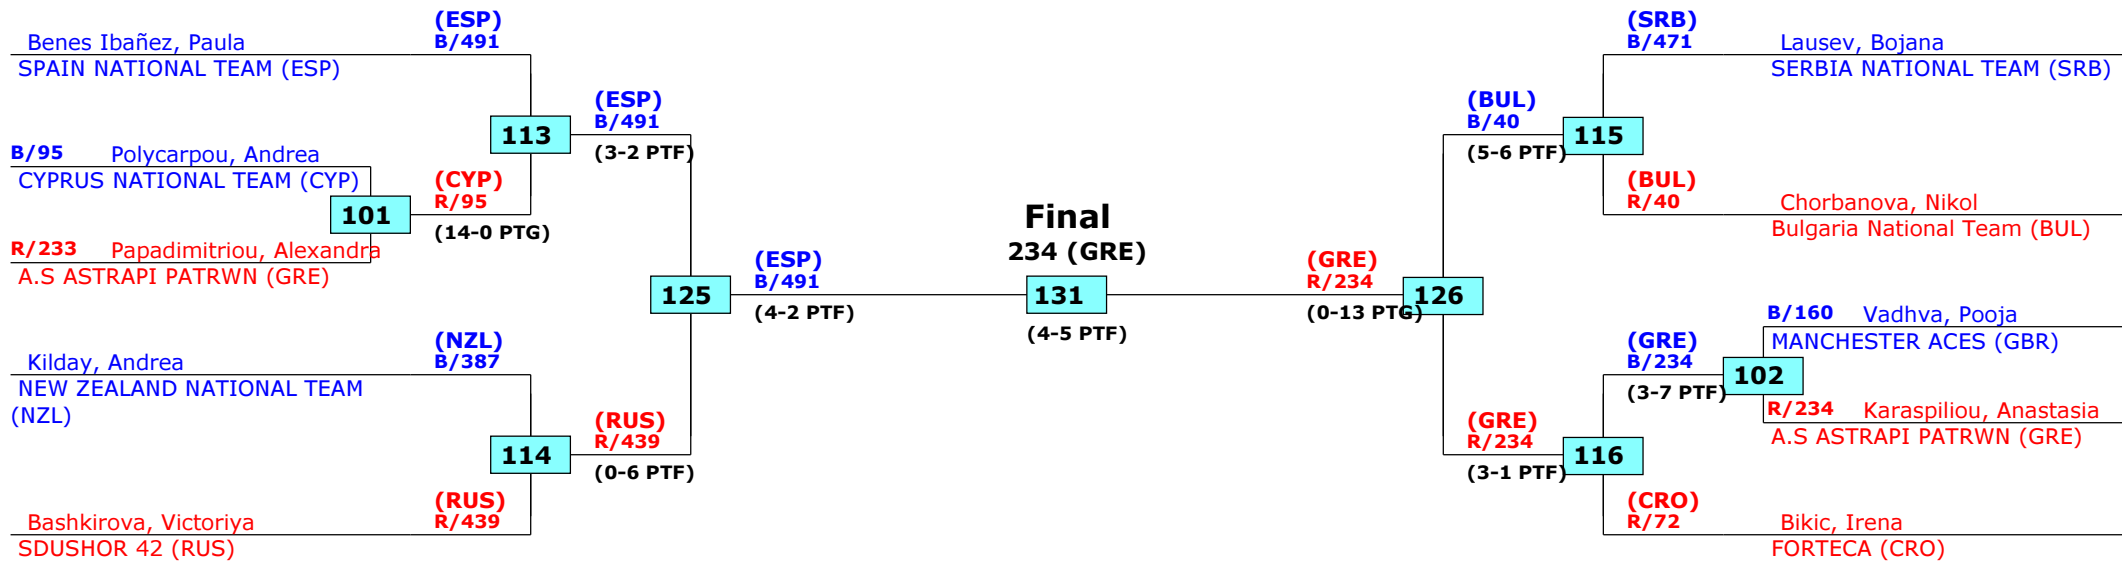 (ESP)
B/491
Benes Ibañez, Paula
SPAIN NATIONAL TEAM (ESP)
113
(ESP)
B/491
(3-2 PTF)
B/95 Polycarpou, Andrea
CYPRUS NATIONAL TEAM (CYP)
101
(CYP)
R/95
(14-0 PTG)
R/233 Papadimitriou, Alexandra
A.S ASTRAPI PATRWN (GRE)
125
(ESP)
B/491
(4-2 PTF)
Kilday, Andrea
(NZL)
B/387
NEW ZEALAND NATIONAL TEAM
(NZL)
114
(RUS)
R/439
(0-6 PTF)
(RUS)
R/439
Bashkirova, Victoriya
SDUSHOR 42 (RUS)
Final
234 (GRE)
131
(4-5 PTF)
(GRE)
R/234
(0-13 PTG)
126
(BUL)
B/40
(5-6 PTF)
115
(SRB)
B/471
Lausev, Bojana
SERBIA NATIONAL TEAM (SRB)
(BUL)
R/40
Chorbanova, Nikol
Bulgaria National Team (BUL)
B/160 Vadhva, Pooja
MANCHESTER ACES (GBR)
(GRE)
B/234
(3-7 PTF)
102
R/234 Karaspiliou, Anastasia
A.S ASTRAPI PATRWN (GRE)
(GRE)
R/234
(3-1 PTF)
116
(CRO)
R/72
Bikic, Irena
FORTECA (CRO)